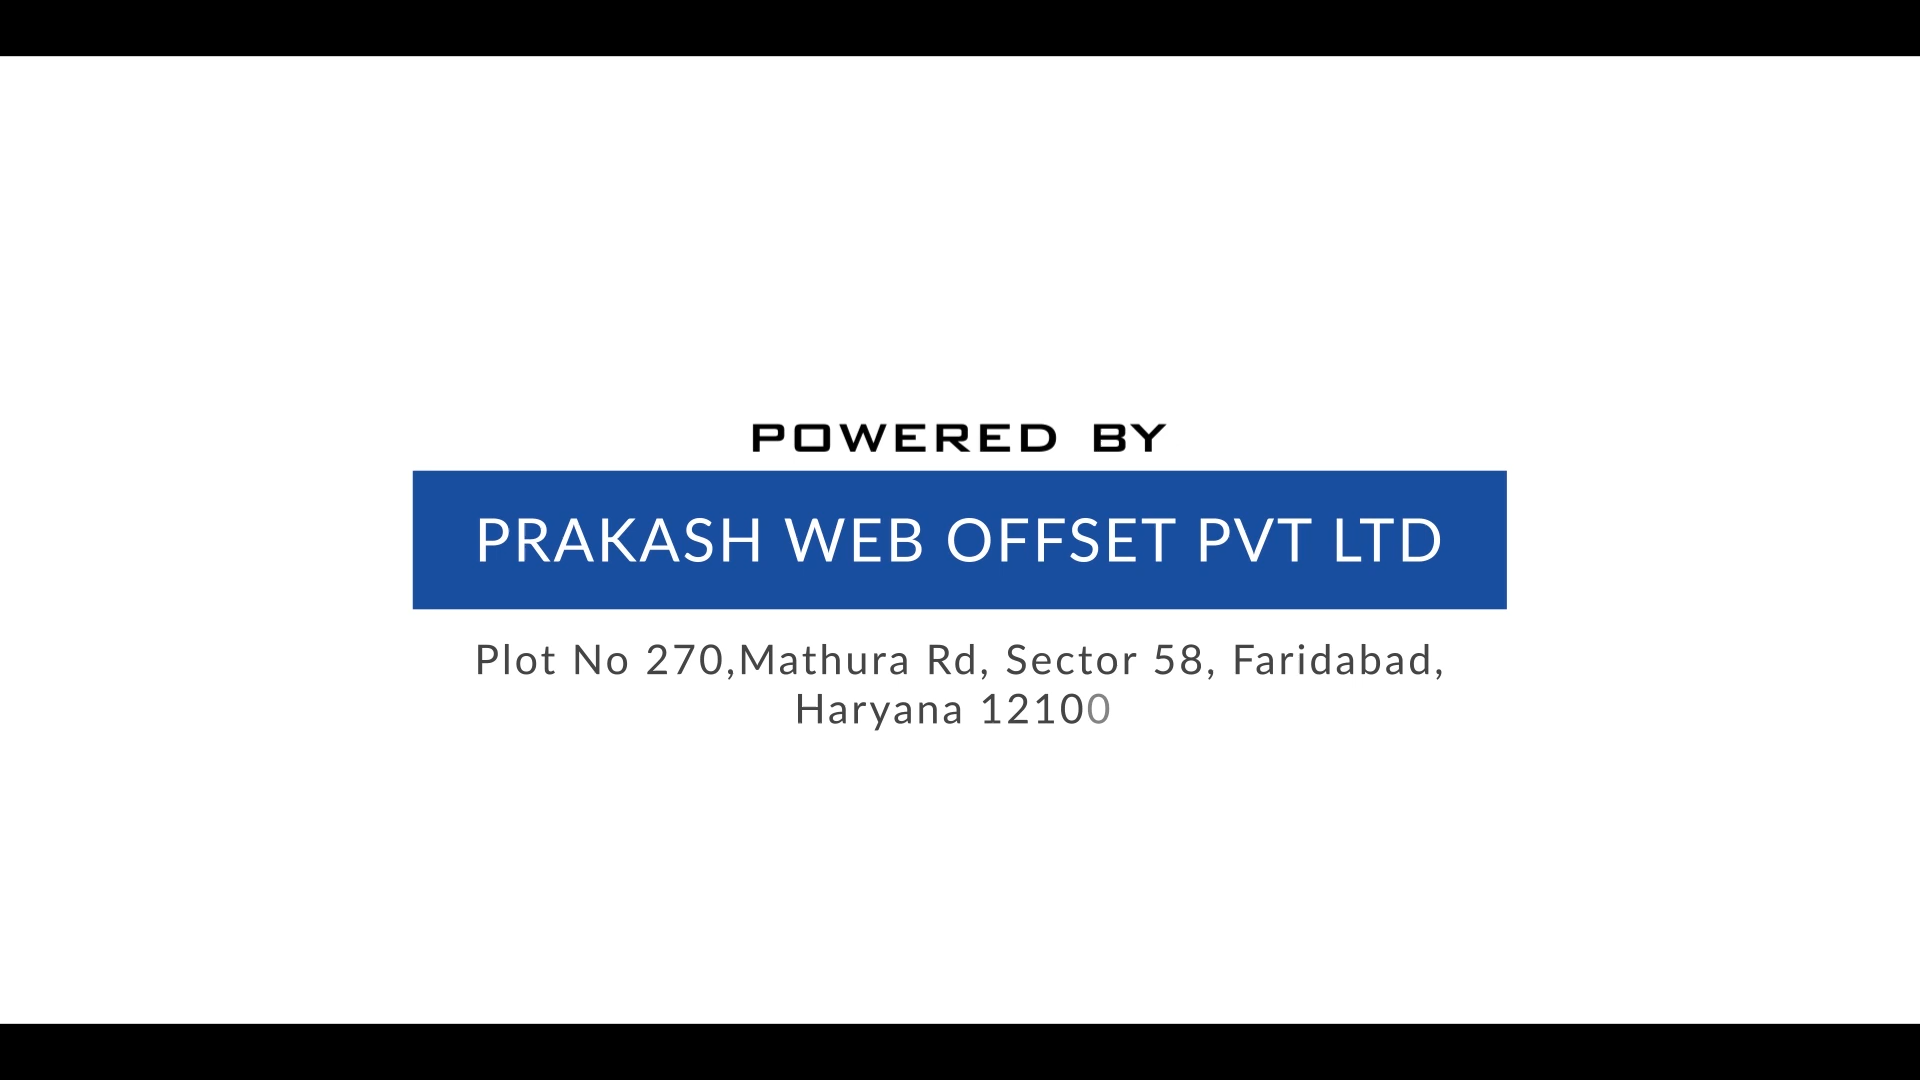 POWERED BY
PRAKASH WEB OFFSET PVT LTD
Plot No 270,Mathura Rd, Sector 58, Faridabad,
Haryana 12100